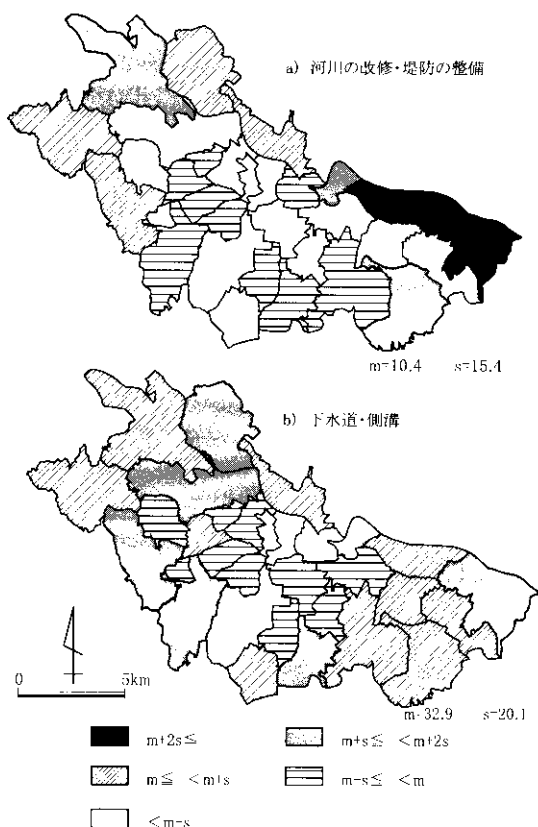 a) 河川の改修・堤防の整備
m=10.4 s=15.4
b) 下水道・側溝
m=32.9 s=20.1
0 5km
m+2s≦
m+s≦ <m+2s
m≦ <m+s
m-s≦ <m
<m-s